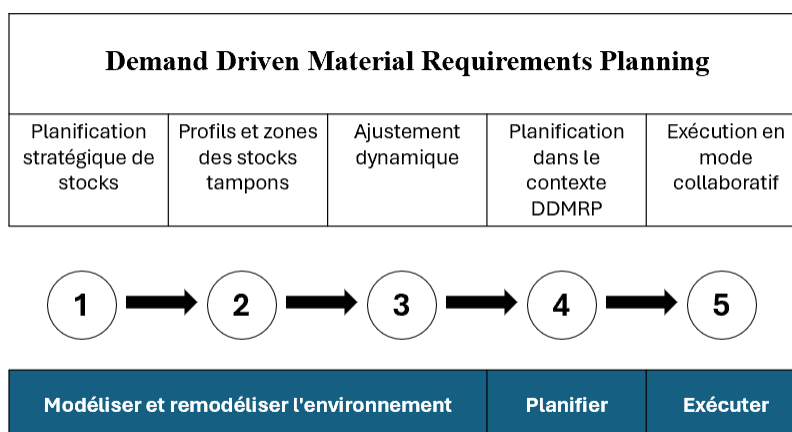 Demand Driven Material Requirements Planning
Planification
stratégique de
stocks
Profils et zones
des stocks
tampons
Ajustement
dynamique
Planification
dans le
contexte
DDMRP
Exécution en
mode
collaboratif
1
2
3
4
5
Modéliser et remodéliser l'environnement
Planifier
Exécuter